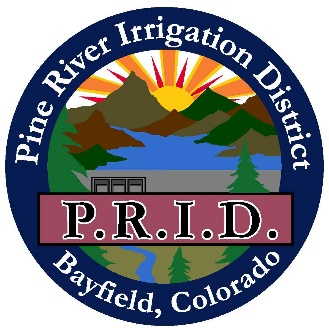 Pine River Irrigation District
P.R.I.D.
Bayfield, Colorado